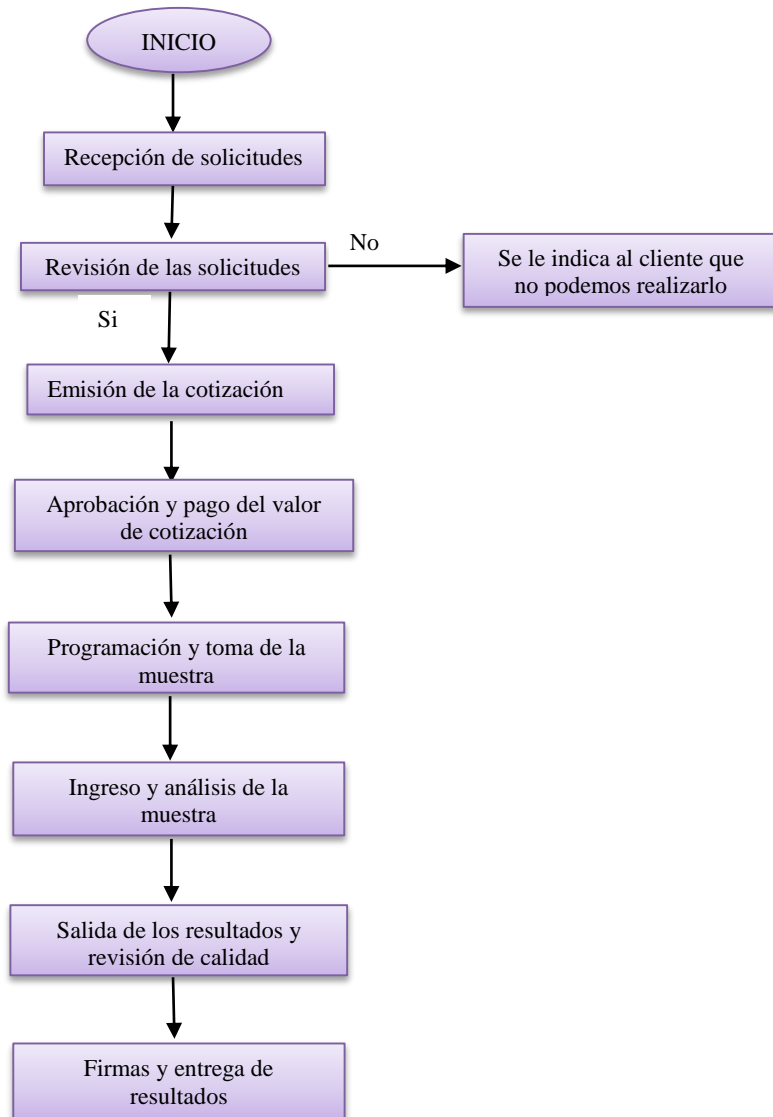 INICIO
Recepción de solicitudes
Revisión de las solicitudes
No
Se le indica al cliente que
no podemos realizarlo
Si
Emisión de la cotización
Aprobación y pago del valor
de cotización
Programación y toma de la
muestra
Ingreso y análisis de la
muestra
Salida de los resultados y
revisión de calidad
Firmas y entrega de
resultados